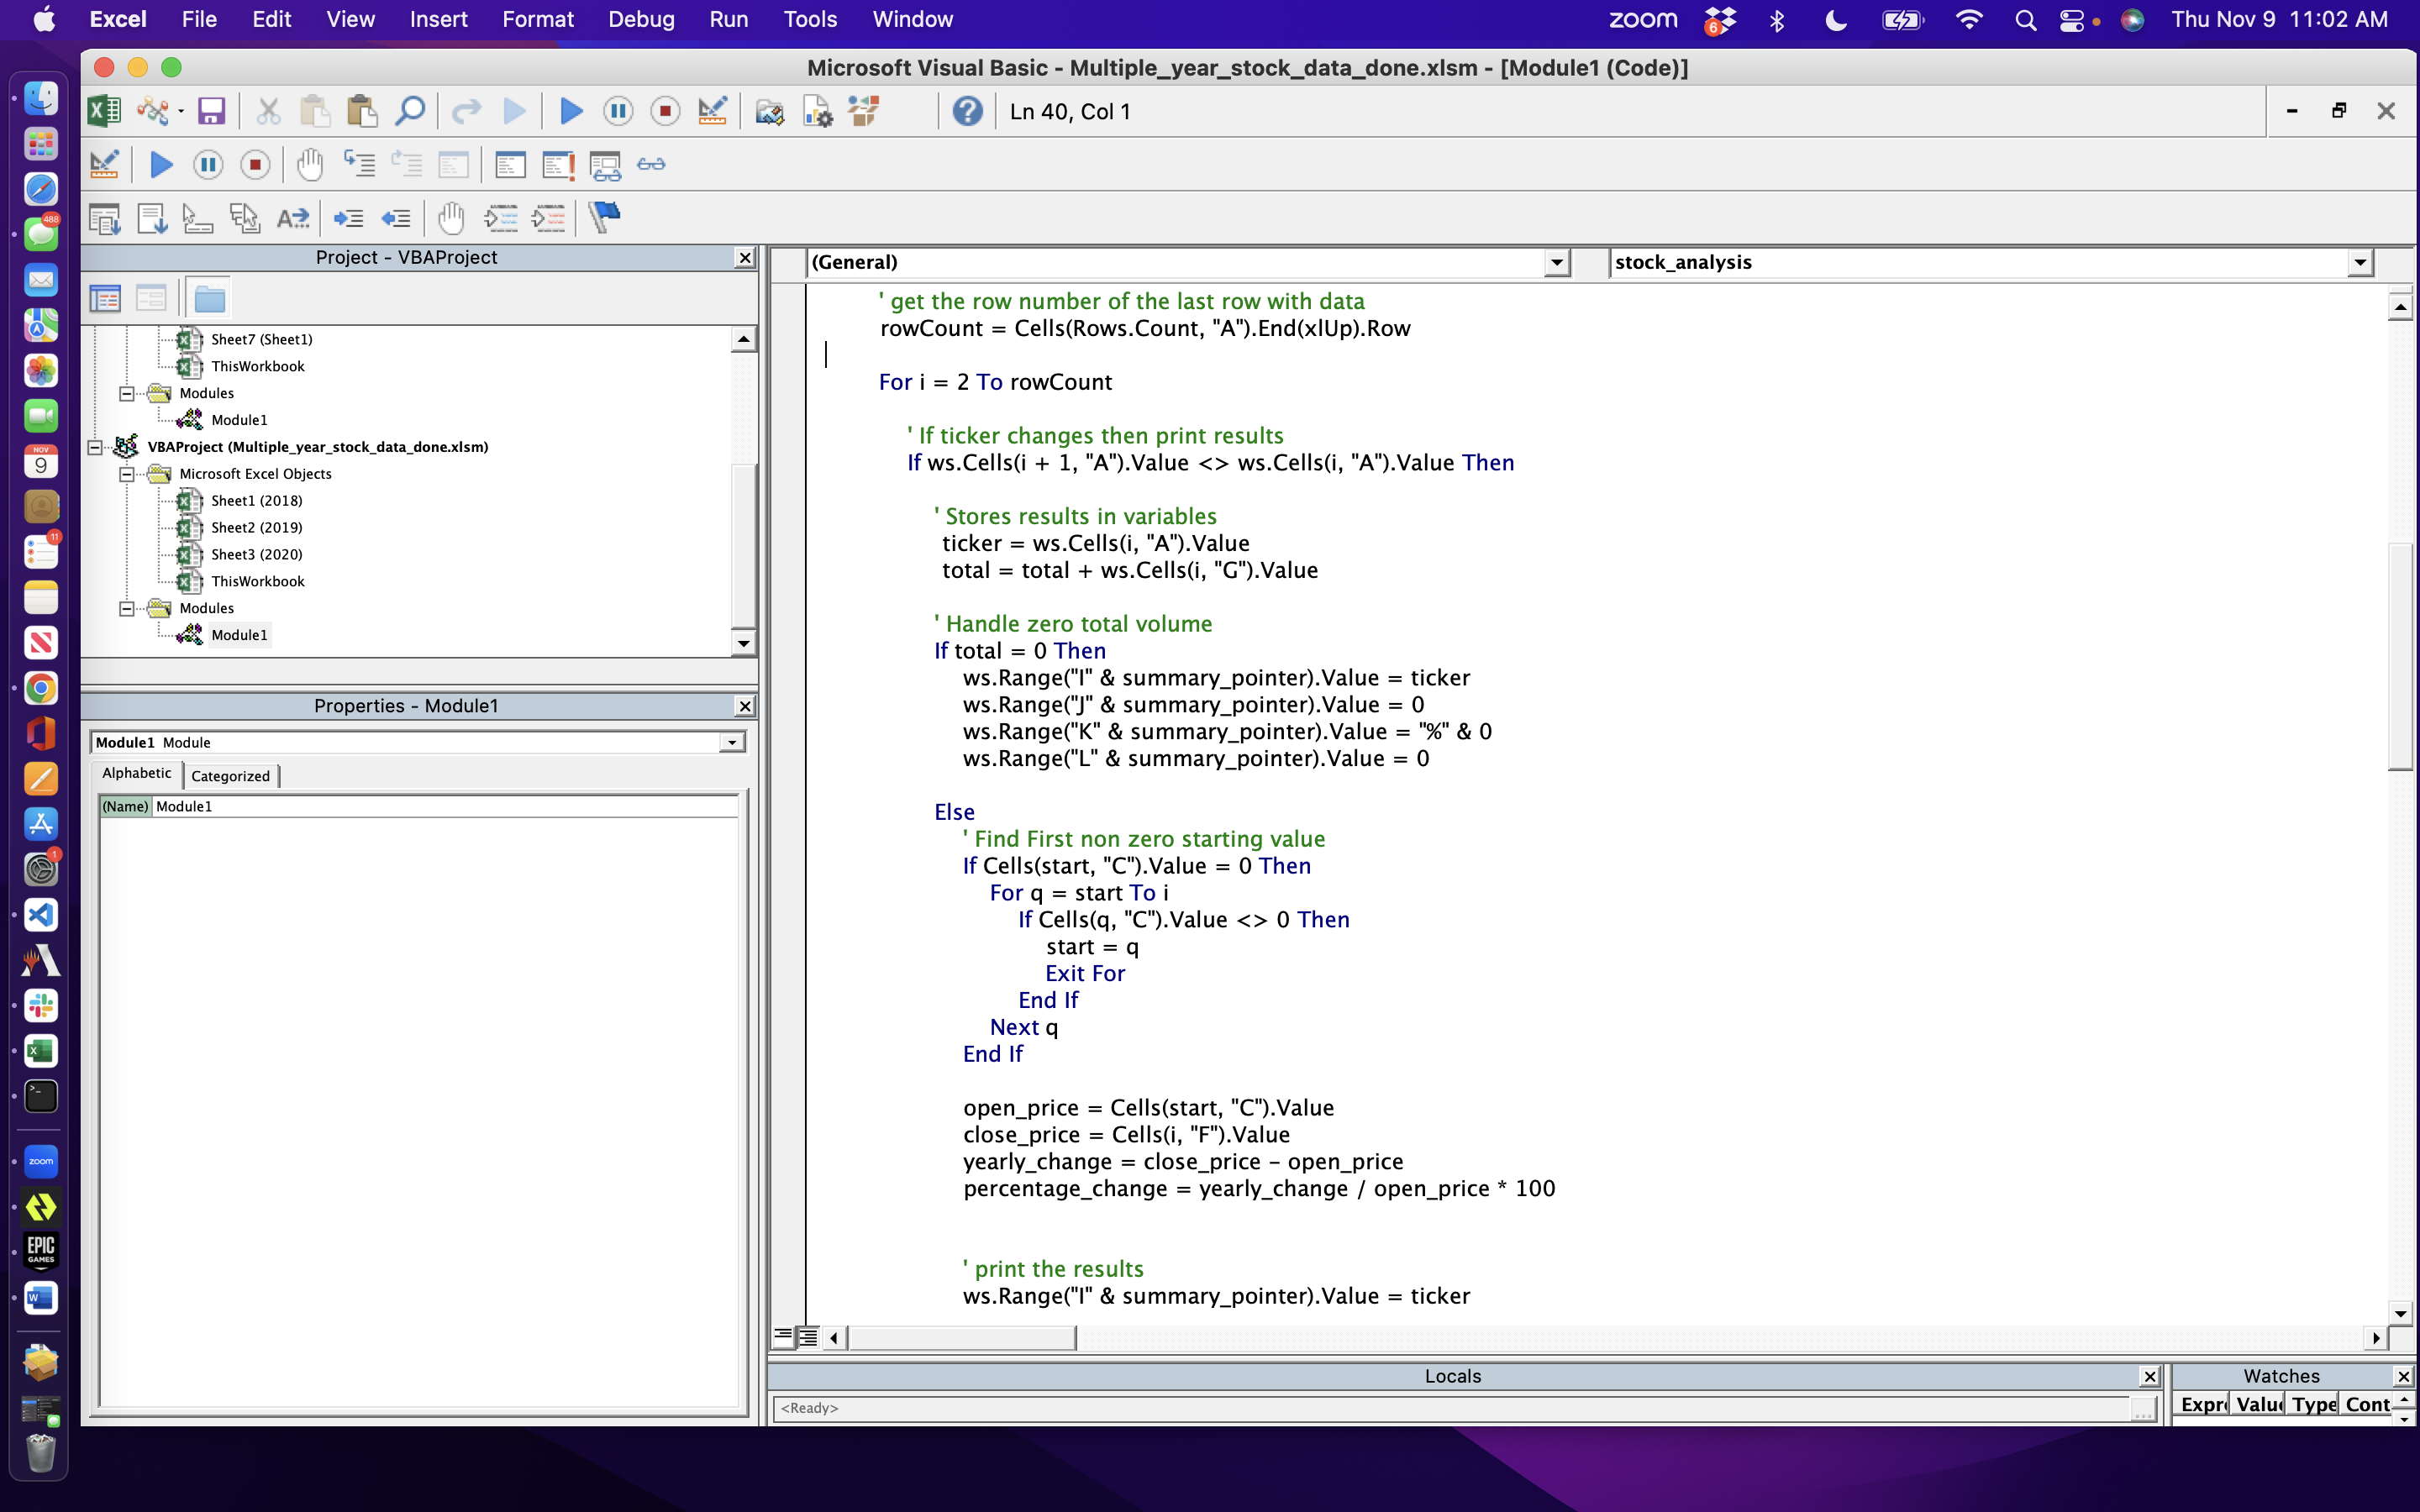 Excel File Edit View Insert Format Debug Run Tools Window zoom 6 Thu Nov 9 11:02 AM
Microsoft Visual Basic - Multiple_year_stock_data_done.xlsm - [Module1 (Code)]
Ln 40, Col 1
Project - VBAProject
Sheet7 (Sheet1)
ThisWorkbook
Modules
Module1
VBAProject (Multiple_year_stock_data_done.xlsm)
Microsoft Excel Objects
Sheet1 (2018)
Sheet2 (2019)
Sheet3 (2020)
ThisWorkbook
Modules
Module1
Properties - Module1
Module1 Module
Alphabetic Categorized
(Name) Module1
(General) stock_analysis
' get the row number of the last row with data
rowCount = Cells(Rows.Count, "A").End(xlUp).Row
For i = 2 To rowCount
' If ticker changes then print results
If ws.Cells(i + 1, "A").Value <> ws.Cells(i, "A").Value Then
' Stores results in variables
ticker = ws.Cells(i, "A").Value
total = total + ws.Cells(i, "G").Value
' Handle zero total volume
If total = 0 Then
ws.Range("I" & summary_pointer).Value = ticker
ws.Range("J" & summary_pointer).Value = 0
ws.Range("K" & summary_pointer).Value = "%" & 0
ws.Range("L" & summary_pointer).Value = 0
Else
' Find First non zero starting value
If Cells(start, "C").Value = 0 Then
For q = start To i
If Cells(q, "C").Value <> 0 Then
start = q
Exit For
End If
Next q
End If
open_price = Cells(start, "C").Value
close_price = Cells(i, "F").Value
yearly_change = close_price - open_price
percentage_change = yearly_change / open_price * 100
' print the results
ws.Range("I" & summary_pointer).Value = ticker
Locals
<Ready>
Watches
Expr Valu Type Cont
488
NOV
9
11
1
zoom
EPIC
GAMES